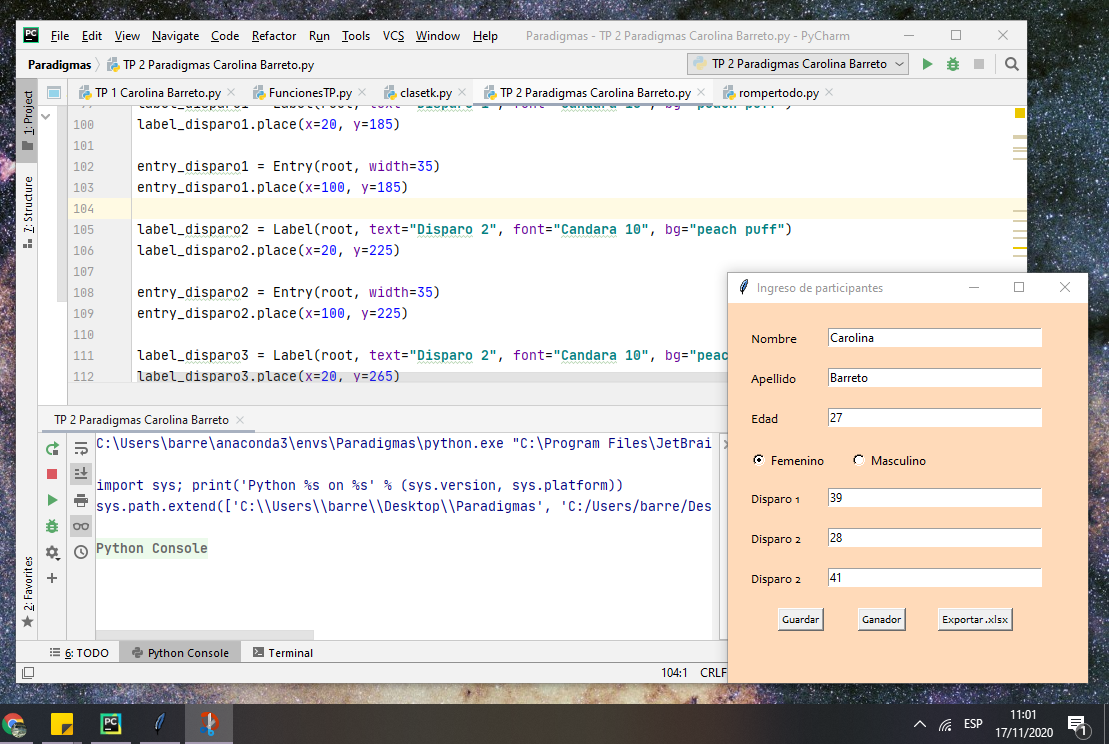 PC File Edit View Navigate Code Refactor Run Tools VCS Window Help Paradigmas - TP 2 Paradigmas Carolina Barreto.py - PyCharm
Paradigmas TP 2 Paradigmas Carolina Barreto.py TP 2 Paradigmas Carolina Barreto
TP 1 Carolina Barreto.py FuncionesTP.py clasetk.py TP 2 Paradigmas Carolina Barreto.py rompertodo.py
1: Project
7: Structure
2: Favorites
100 label_disparo1.place(x=20, y=185)
101
102 entry_disparo1 = Entry(root, width=35)
103 entry_disparo1.place(x=100, y=185)
104
105 label_disparo2 = Label(root, text="Disparo 2", font="Candara 10", bg="peach puff")
106 label_disparo2.place(x=20, y=225)
107
108 entry_disparo2 = Entry(root, width=35)
109 entry_disparo2.place(x=100, y=225)
110
111 label_disparo3 = Label(root, text="Disparo 2", font="Candara 10", bg="peac
112 label_disparo3.place(x=20, y=265)
TP 2 Paradigmas Carolina Barreto
C:\Users\barre\anaconda3\envs\Paradigmas\python.exe "C:\Program Files\JetBrai
import sys; print('Python %s on %s' % (sys.version, sys.platform))
sys.path.extend(['C:\\Users\\barre\\Desktop\\Paradigmas', 'C:/Users/barre/Des
Python Console
6: TODO Python Console Terminal
104:1 CRLF
Ingreso de participantes
Nombre Carolina
Apellido Barreto
Edad 27
Femenino Masculino
Disparo 1 39
Disparo 2 28
Disparo 2 41
Guardar Ganador Exportar .xlsx
PC
ESP
11:01
17/11/2020
1